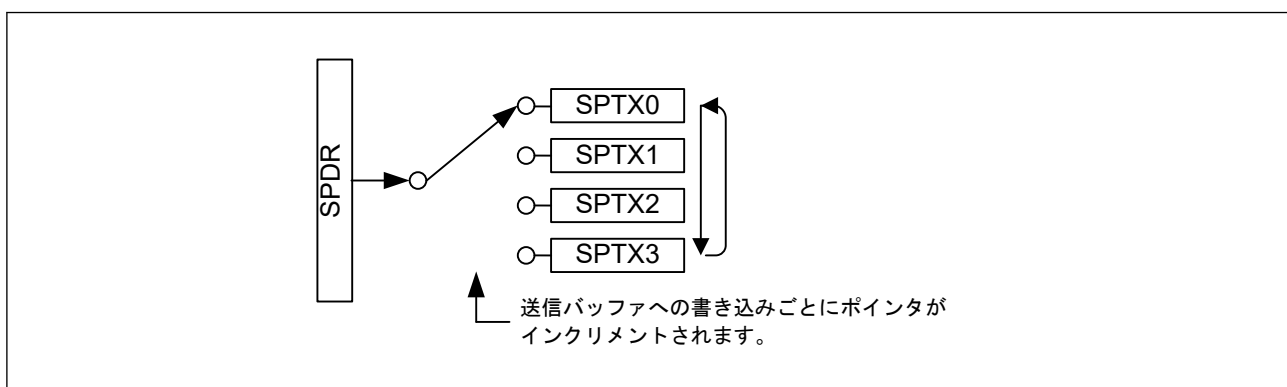 SPDR
SPTX0
SPTX1
SPTX2
SPTX3
送信バッファへの書き込みごとにポインタが
インクリメントされます。